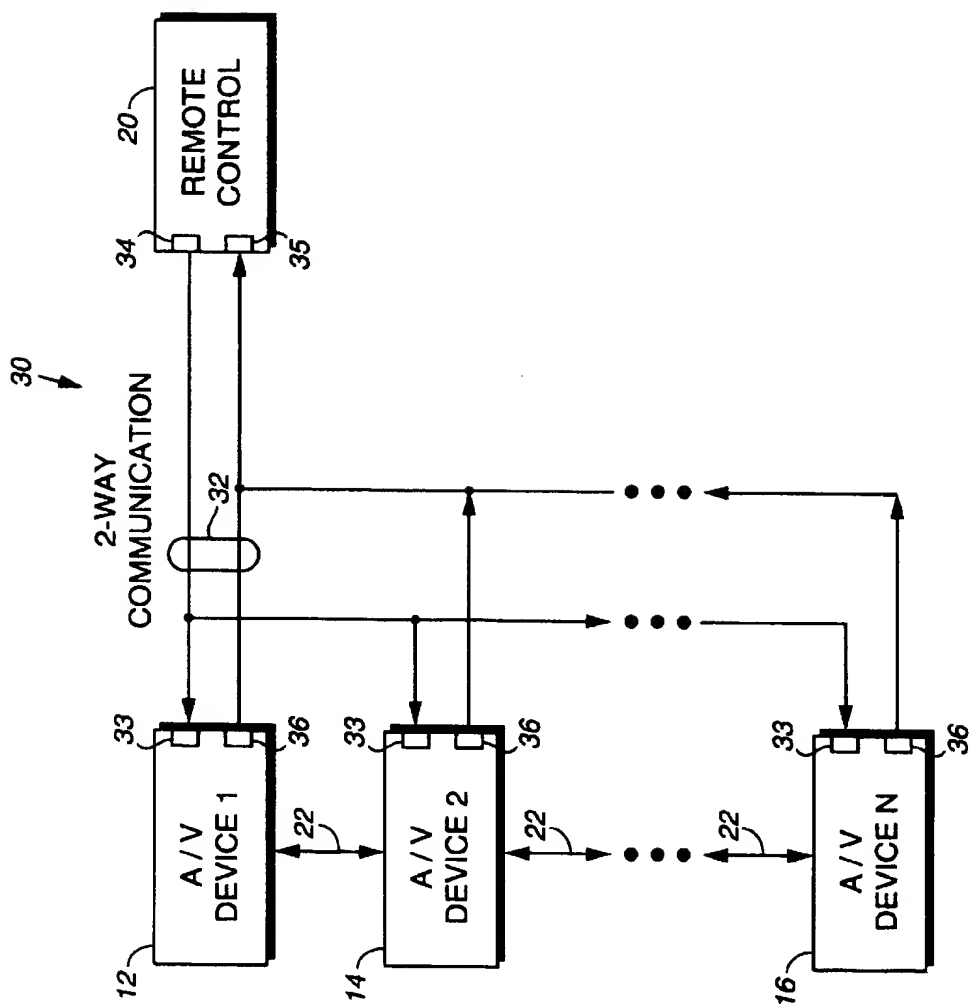 30
2-WAY
COMMUNICATION
32
12
A/V
DEVICE 1
33
36
34
35
20
REMOTE
CONTROL
22
14
A/V
DEVICE 2
33
36
22
22
16
A/V
DEVICE N
33
36